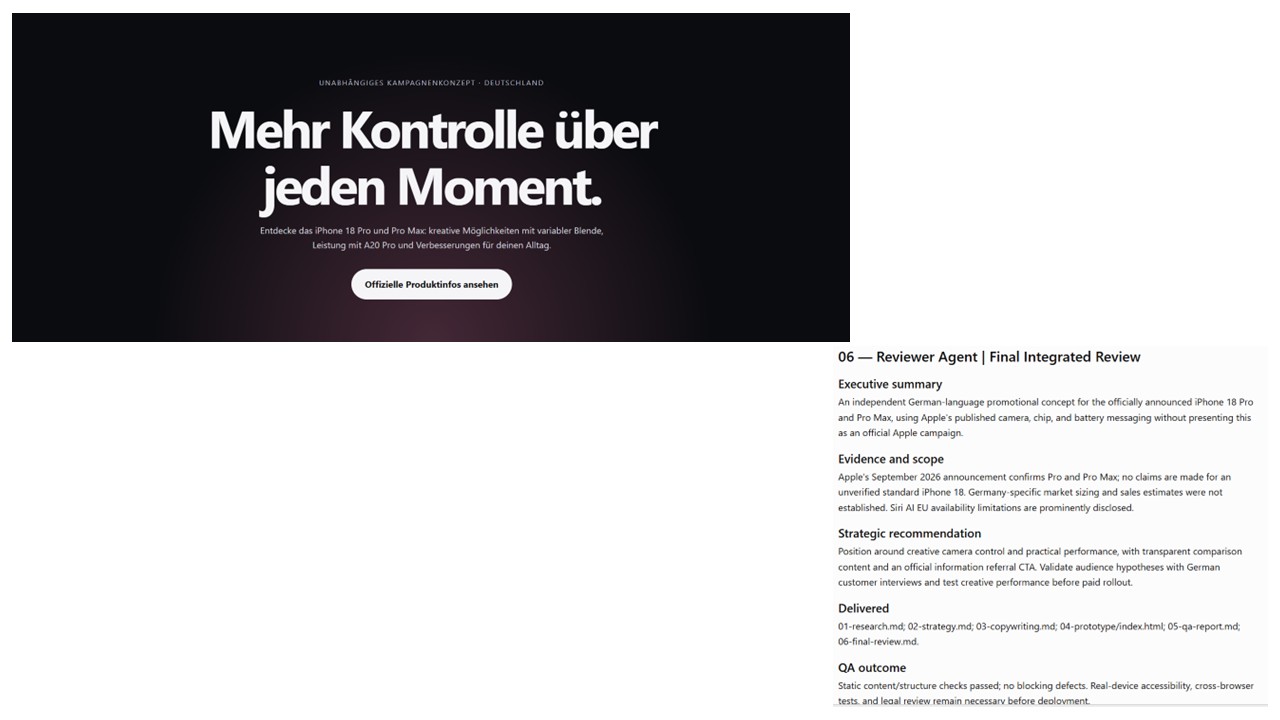 UNABHÄNGIGES KAMPAGNENKONZEPT · DEUTSCHLAND
Mehr Kontrolle über
jeden Moment.
Entdecke das iPhone 18 Pro und Pro Max: kreative Möglichkeiten mit variabler Blende,
Leistung mit A20 Pro und Verbesserungen für deinen Alltag.
Offizielle Produktinfos ansehen
06 — Reviewer Agent | Final Integrated Review
Executive summary
An independent German-language promotional concept for the officially announced iPhone 18 Pro
and Pro Max, using Apple's published camera, chip, and battery messaging without presenting this
as an official Apple campaign.
Evidence and scope
Apple's September 2026 announcement confirms Pro and Pro Max; no claims are made for an
unverified standard iPhone 18. Germany-specific market sizing and sales estimates were not
established. Siri AI EU availability limitations are prominently disclosed.
Strategic recommendation
Position around creative camera control and practical performance, with transparent comparison
content and an official information referral CTA. Validate audience hypotheses with German
customer interviews and test creative performance before paid rollout.
Delivered
01-research.md; 02-strategy.md; 03-copywriting.md; 04-prototype/index.html; 05-qa-report.md;
06-final-review.md.
QA outcome
Static content/structure checks passed; no blocking defects. Real-device accessibility, cross-browser
tests, and legal review remain necessary before deployment.